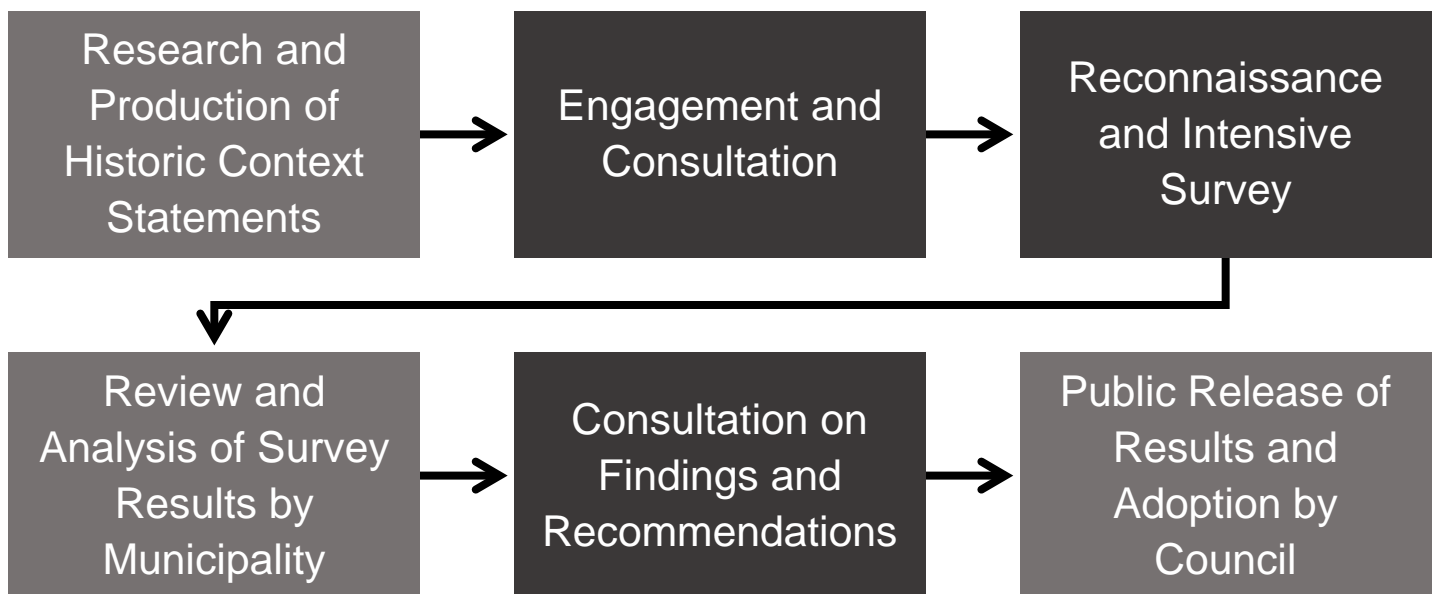 Research and
Production of
Historic Context
Statements
Engagement and
Consultation
Reconnaissance
and Intensive
Survey
Review and
Analysis of Survey
Results by
Municipality
Consultation on
Findings and
Recommendations
Public Release of
Results and
Adoption by
Council